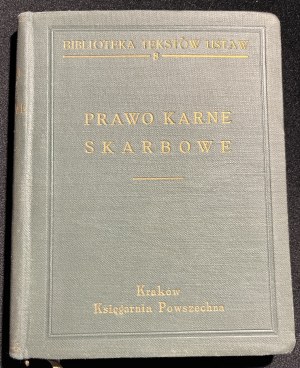 BIBLIOTEKA TEKSTÓW USTAW
8
PRAWO KARNE
SKARBOWE
Kraków
Księgarnia Powszechna